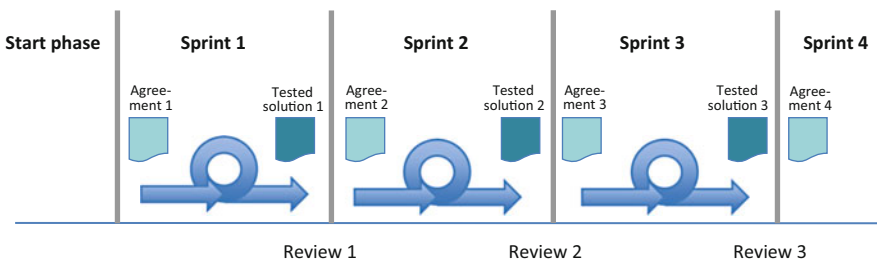 Start phase
Sprint 1
Sprint 2
Sprint 3
Sprint 4
Agree-
ment 1
Tested
solution 1
Agree-
ment 2
Tested
solution 2
Agree-
ment 3
Tested
solution 3
Agree-
ment 4
Review 1
Review 2
Review 3